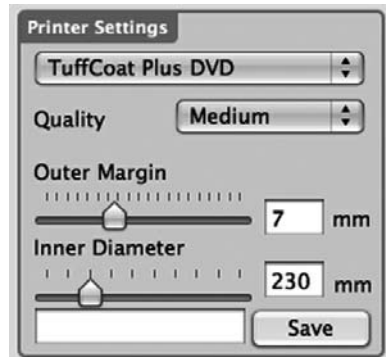 Printer Settings
TuffCoat Plus DVD
Quality Medium
Outer Margin
7 mm
Inner Diameter
230 mm
Save